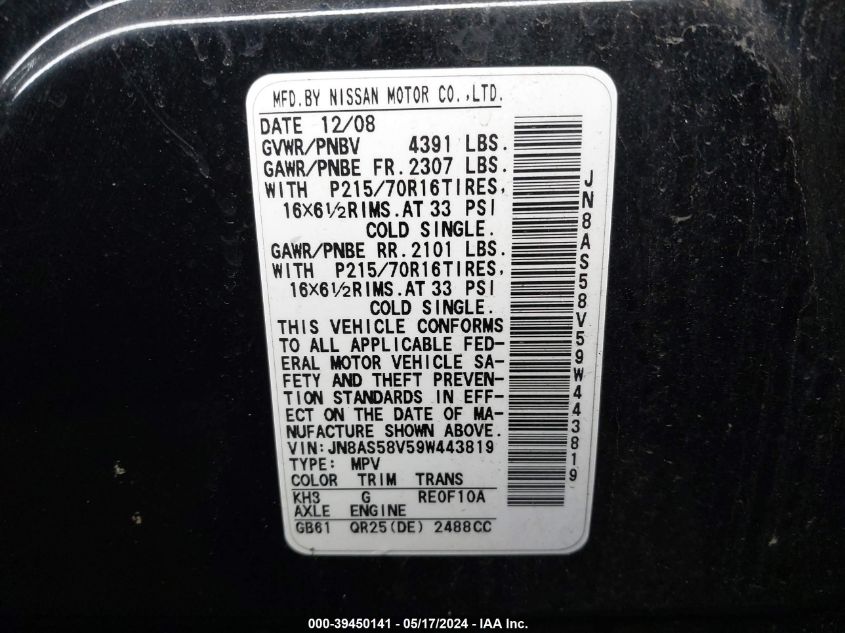 MFD.BY NISSAN MOTOR CO.,LTD.
DATE 12/08
GVWR/PNBV 4391 LBS.
GAWR/PNBE FR.2307 LBS.
WITH P215/70R16TIRES,
16X6½RIMS.AT 33 PSI
COLD SINGLE.
GAWR/PNBE RR.2101 LBS.
WITH P215/70R16TIRES,
16X6½RIMS.AT 33 PSI
COLD SINGLE.
THIS VEHICLE CONFORMS
TO ALL APPLICABLE FED-
ERAL MOTOR VEHICLE SA-
FETY AND THEFT PREVEN-
TION STANDARDS IN EFF-
ECT ON THE DATE OF MA-
NUFACTURE SHOWN ABOVE.
VIN:JN8AS58V59W443819
TYPE: MPV
COLOR TRIM TRANS
KH3 G RE0F10A
AXLE ENGINE
GB61 QR25(DE) 2488CC
JN8AS58V59W443819
000-39450141 - 05/17/2024 - IAA Inc.